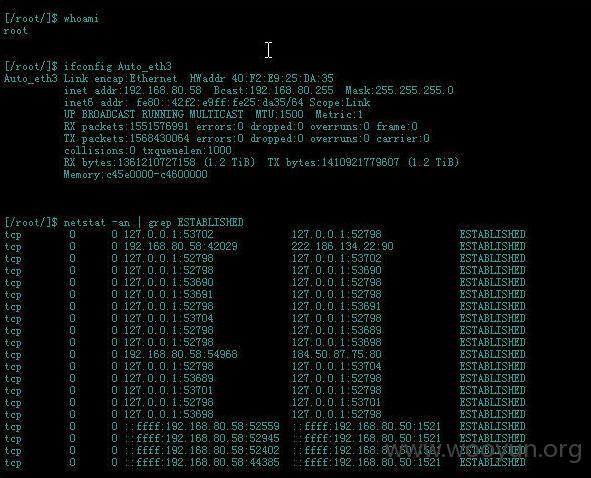 [/root/]$ whoami
root
[/root/]$ ifconfig Auto_eth3
Auto_eth3 Link encap:Ethernet HWaddr 40:F2:E9:25:DA:35
inet addr:192.168.80.58 Bcast:192.168.80.255 Mask:255.255.255.0
inet6 addr: fe80::42f2:e9ff:fe25:da35/64 Scope:Link
UP BROADCAST RUNNING MULTICAST MTU:1500 Metric:1
RX packets:1551576991 errors:0 dropped:0 overruns:0 frame:0
TX packets:1568430064 errors:0 dropped:0 overruns:0 carrier:0
collisions:0 txqueuelen:1000
RX bytes:1361210727158 (1.2 TiB) TX bytes:1410921779607 (1.2 TiB)
Memory:c45e0000-c4600000
[/root/]$ netstat -an | grep ESTABLISHED
tcp 0 0 127.0.0.1:53702 127.0.0.1:52798 ESTABLISHED
tcp 0 0 192.168.80.58:42029 222.186.134.22:90 ESTABLISHED
tcp 0 0 127.0.0.1:52798 127.0.0.1:53702 ESTABLISHED
tcp 0 0 127.0.0.1:52798 127.0.0.1:53690 ESTABLISHED
tcp 0 0 127.0.0.1:53690 127.0.0.1:52798 ESTABLISHED
tcp 0 0 127.0.0.1:53691 127.0.0.1:52798 ESTABLISHED
tcp 0 0 127.0.0.1:52798 127.0.0.1:53691 ESTABLISHED
tcp 0 0 127.0.0.1:53704 127.0.0.1:52798 ESTABLISHED
tcp 0 0 127.0.0.1:52798 127.0.0.1:53689 ESTABLISHED
tcp 0 0 127.0.0.1:52798 127.0.0.1:53698 ESTABLISHED
tcp 0 0 192.168.80.58:54968 184.50.87.75:80 ESTABLISHED
tcp 0 0 127.0.0.1:52798 127.0.0.1:53704 ESTABLISHED
tcp 0 0 127.0.0.1:53689 127.0.0.1:52798 ESTABLISHED
tcp 0 0 127.0.0.1:53701 127.0.0.1:52798 ESTABLISHED
tcp 0 0 127.0.0.1:52798 127.0.0.1:53701 ESTABLISHED
tcp 0 0 127.0.0.1:53698 127.0.0.1:52798 ESTABLISHED
tcp 0 0 ::ffff:192.168.80.58:52559 ::ffff:192.168.80.50:1521 ESTABLISHED
tcp 0 0 ::ffff:192.168.80.58:52945 ::ffff:192.168.80.50:1521 ESTABLISHED
tcp 0 0 ::ffff:192.168.80.58:52402 ::ffff:192.168.80.50:1521 ESTABLISHED
tcp 0 0 ::ffff:192.168.80.58:44385 ::ffff:192.168.80.50:1521 ESTABLISHED
www.wooyun.org